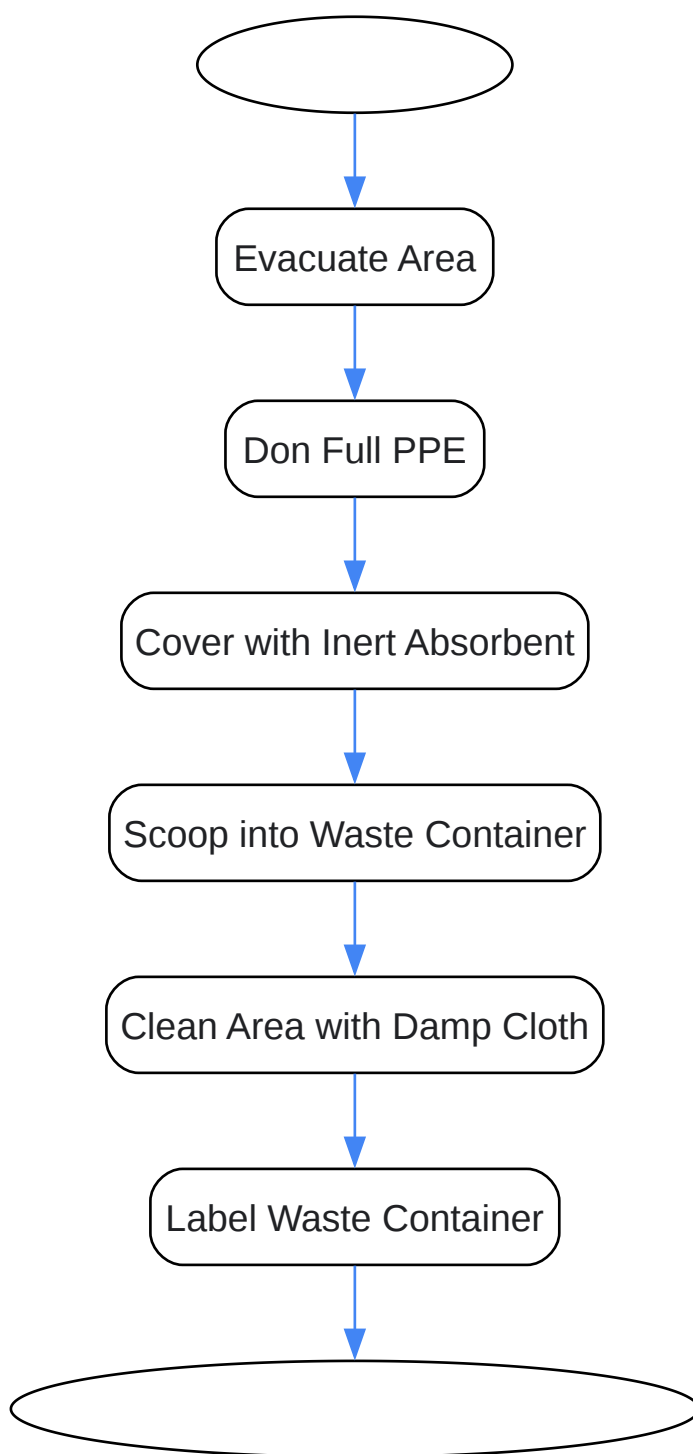 Evacuate Area
Don Full PPE
Cover with Inert Absorbent
Scoop into Waste Container
Clean Area with Damp Cloth
Label Waste Container